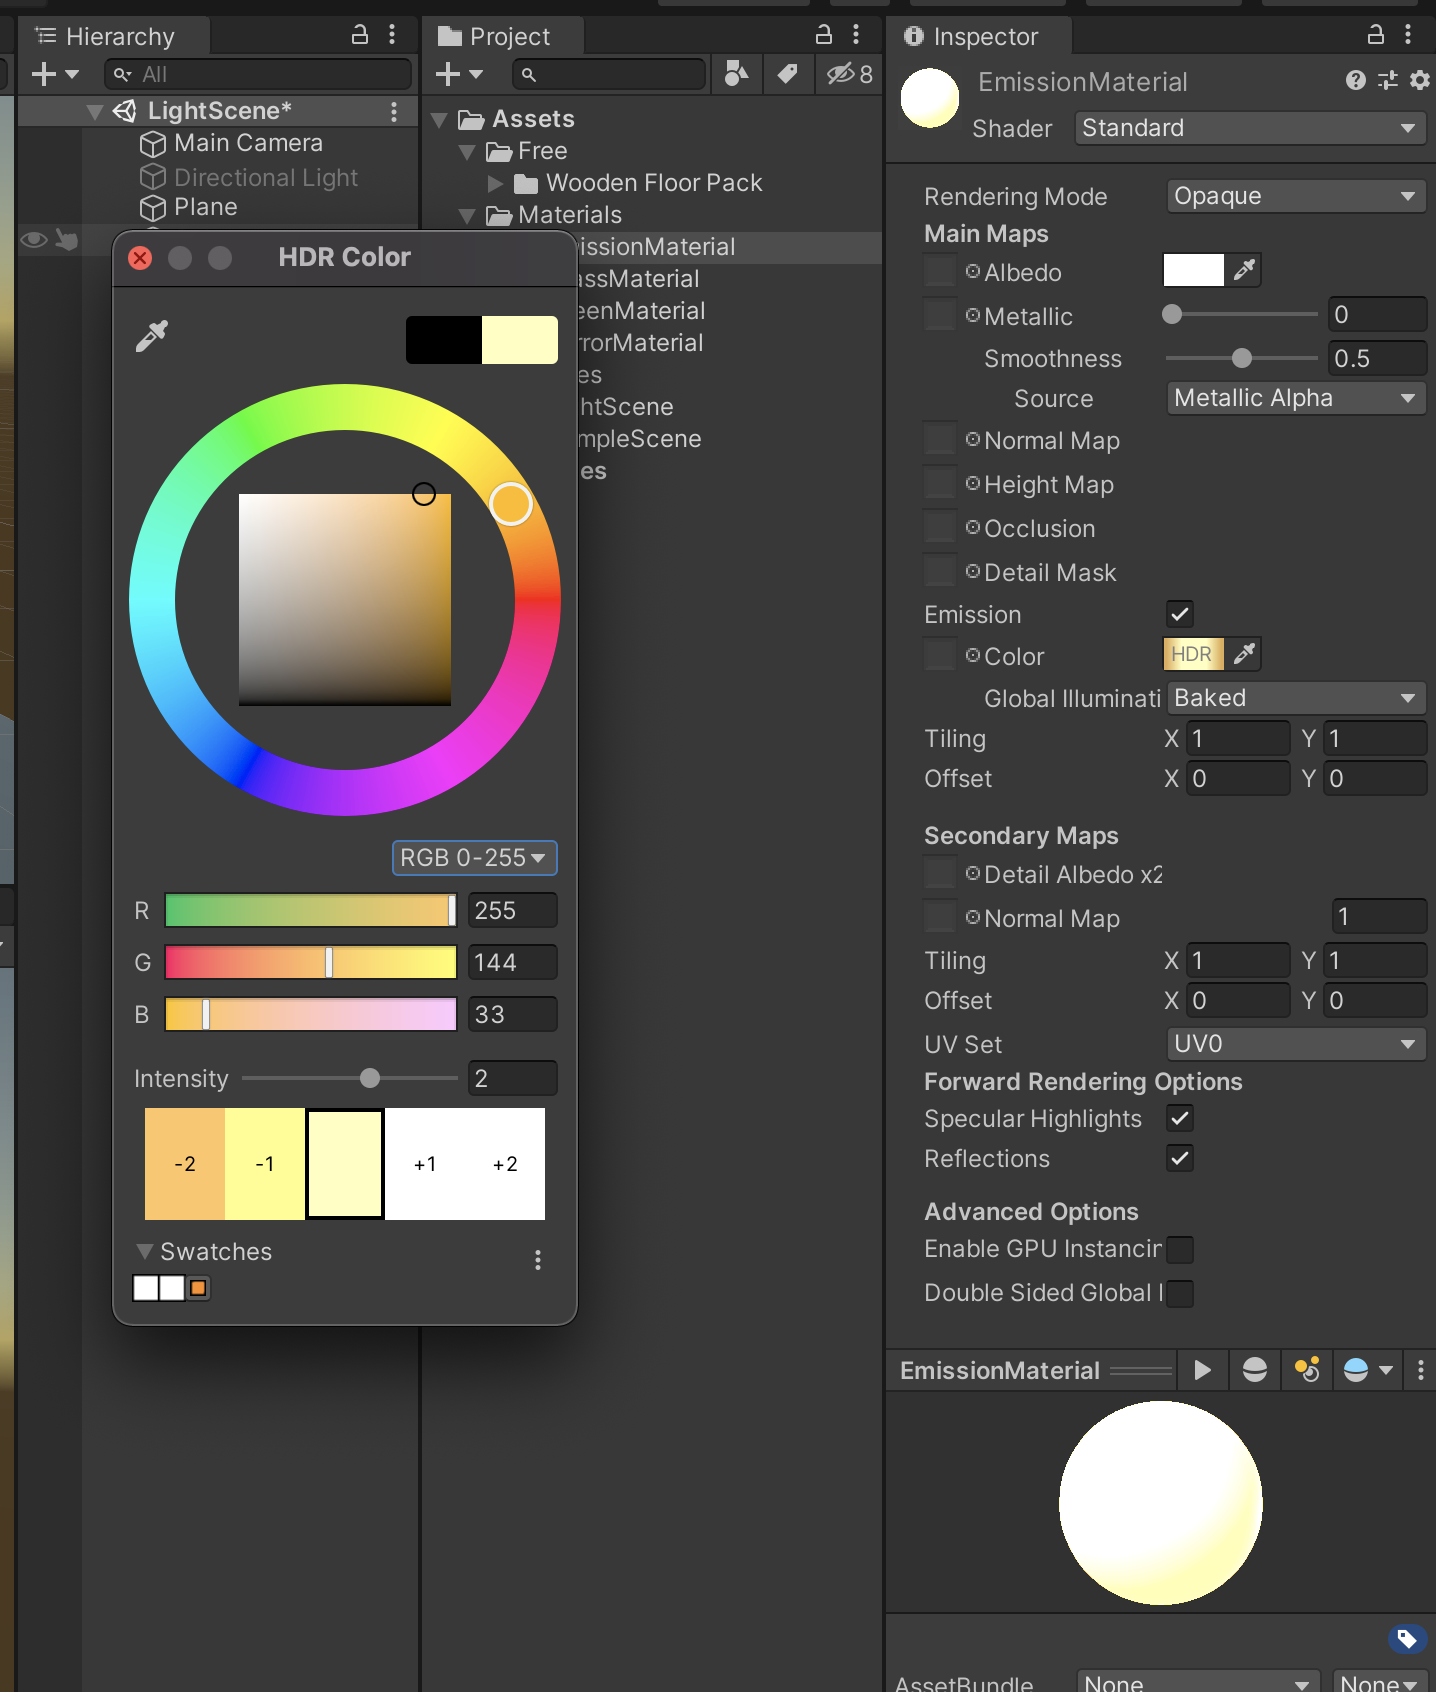 Hierarchy
All
LightScene*
Main Camera
Directional Light
Plane
Project
8
Assets
Free
Wooden Floor Pack
Materials
issionMaterial
assMaterial
eenMaterial
rrorMaterial
es
htScene
mpleScene
es
HDR Color
RGB 0-255
R 255
G 144
B 33
Intensity 2
-2 -1 +1 +2
Swatches
Inspector
EmissionMaterial
Shader Standard
Rendering Mode Opaque
Main Maps
Albedo
Metallic 0
Smoothness 0.5
Source Metallic Alpha
Normal Map
Height Map
Occlusion
Detail Mask
Emission
Color HDR
Global Illuminati Baked
Tiling X 1 Y 1
Offset X 0 Y 0
Secondary Maps
Detail Albedo x2
Normal Map 1
Tiling X 1 Y 1
Offset X 0 Y 0
UV Set UV0
Forward Rendering Options
Specular Highlights
Reflections
Advanced Options
Enable GPU Instancin
Double Sided Global I
EmissionMaterial
AssetBundle None None